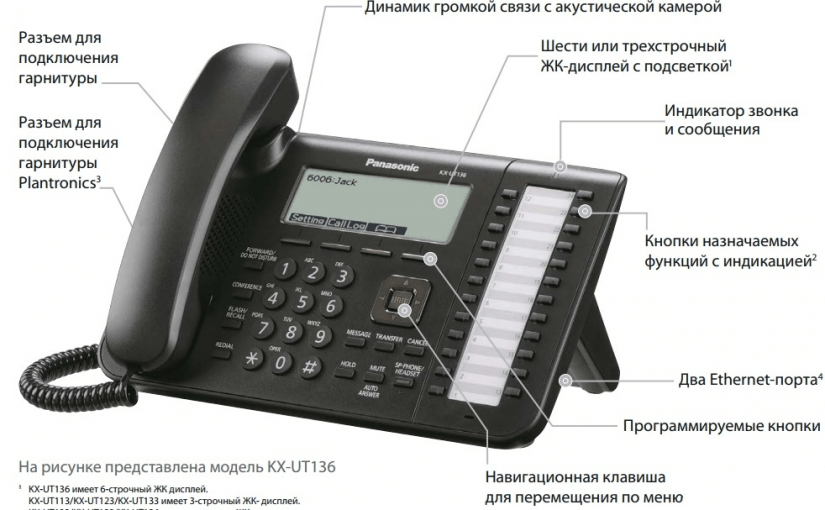 Динамик громкой связи с акустической камерой
Разъем для
подключения
гарнитуры
Шести или трехстрочный
ЖК-дисплей с подсветкой¹
Разъем для
подключения
гарнитуры
Plantronics³
Индикатор звонка
и сообщения
Panasonic
KX-UT136
6006:Jack
Setting Call Log
Кнопки назначаемых
функций с индикацией²
FORWARD/
DO NOT DISTURB
1 ABC 2 DEF 3
CONFERENCE
GHI 4 JKL 5 MNO 6
FLASH/
RECALL
PQRS 7 TUV 8 WXYZ 9
MESSAGE TRANSFER CANCEL
REDIAL
* OPER 0 #
HOLD MUTE SP-PHONE/
HEADSET
AUTO
ANSWER
Два Ethernet-порта⁴
Программируемые кнопки
Навигационная клавиша
для перемещения по меню
На рисунке представлена модель KX-UT136
¹ KX-UT136 имеет 6-строчный ЖК дисплей.
KX-UT113/KX-UT123/KX-UT133 имеет 3-строчный ЖК- дисплей.